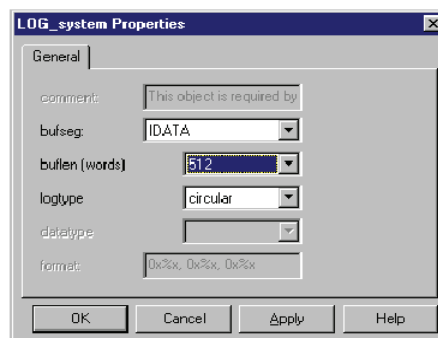 LOG_system Properties
General
comment: This object is required by
bufseg: IDATA
buflen (words) 512
logtype circular
datatype
format: 0x%x, 0x%x, 0x%x
OK Cancel Apply Help